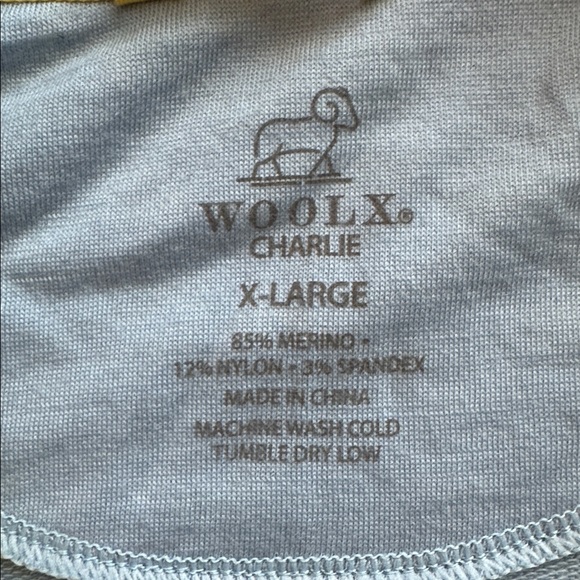 WOOLX®
CHARLIE
X-LARGE
85% MERINO •
12% NYLON • 3% SPANDEX
MADE IN CHINA
MACHINE WASH COLD
TUMBLE DRY LOW